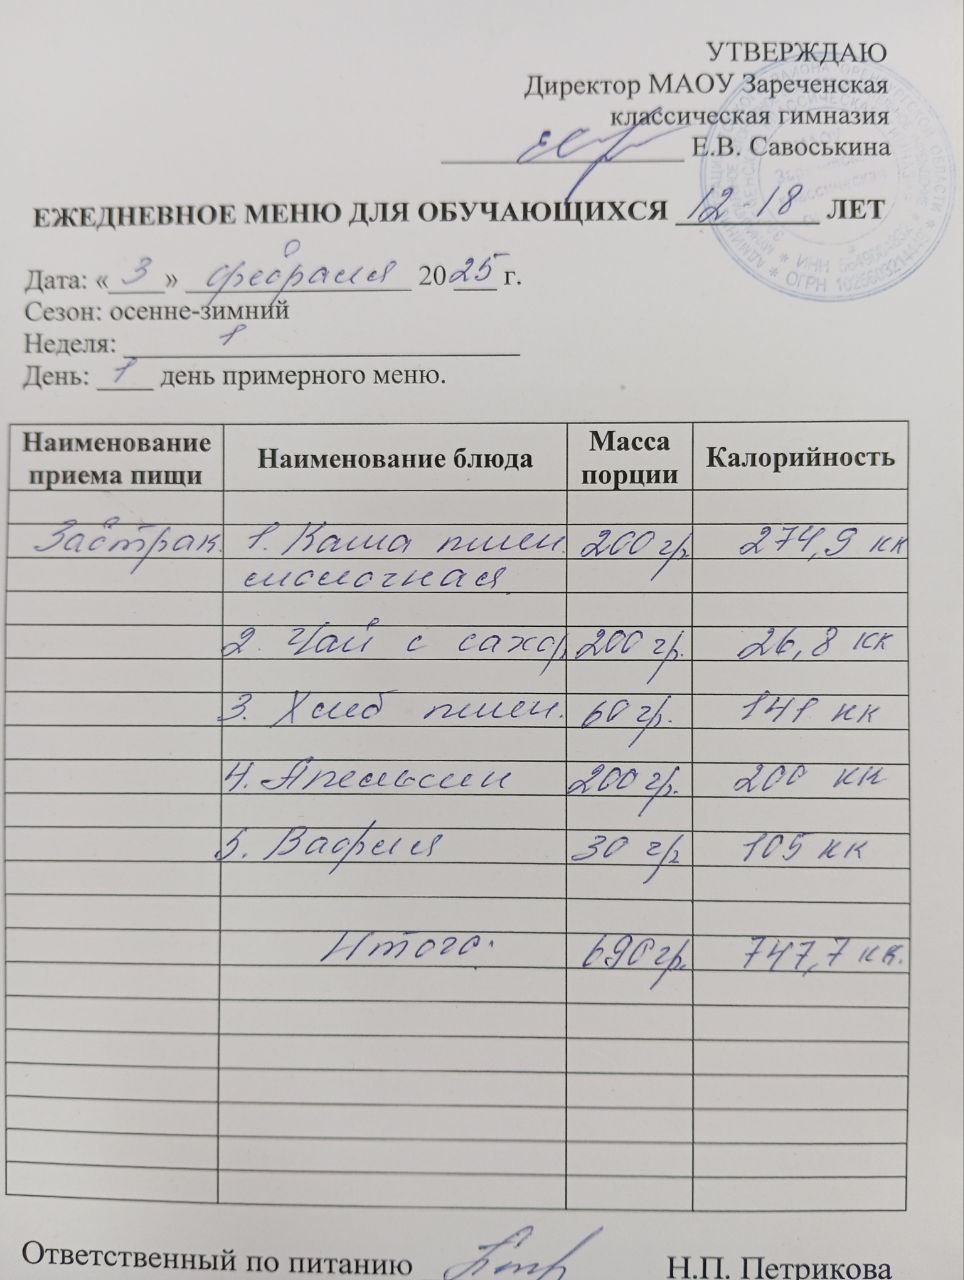 УТВЕРЖДАЮ
Директор МАОУ Зареченская
классическая гимназия
Е.В. Савоськина
ЕЖЕДНЕВНОЕ МЕНЮ ДЛЯ ОБУЧАЮЩИХСЯ 12 18 ЛЕТ
Дата: «3» февраля 2025 г.
Сезон: осенне-зимний
Неделя: 1
День: 1 день примерного меню.
Наименование приема пищи Наименование блюда Масса порции Калорийность
Завтрак 1. Каша пшен. 200 гр. 274,9 кк
молочная
2. Чай с сахар 200 гр. 26,8 кк
3. Хлеб пшен. 60 гр. 141 кк
4. Апельсин 200 гр. 200 кк
5. Вафля 30 гр 105 кк
Итого: 690 гр. 747,7 кк.
Ответственный по питанию Н.П. Петрикова